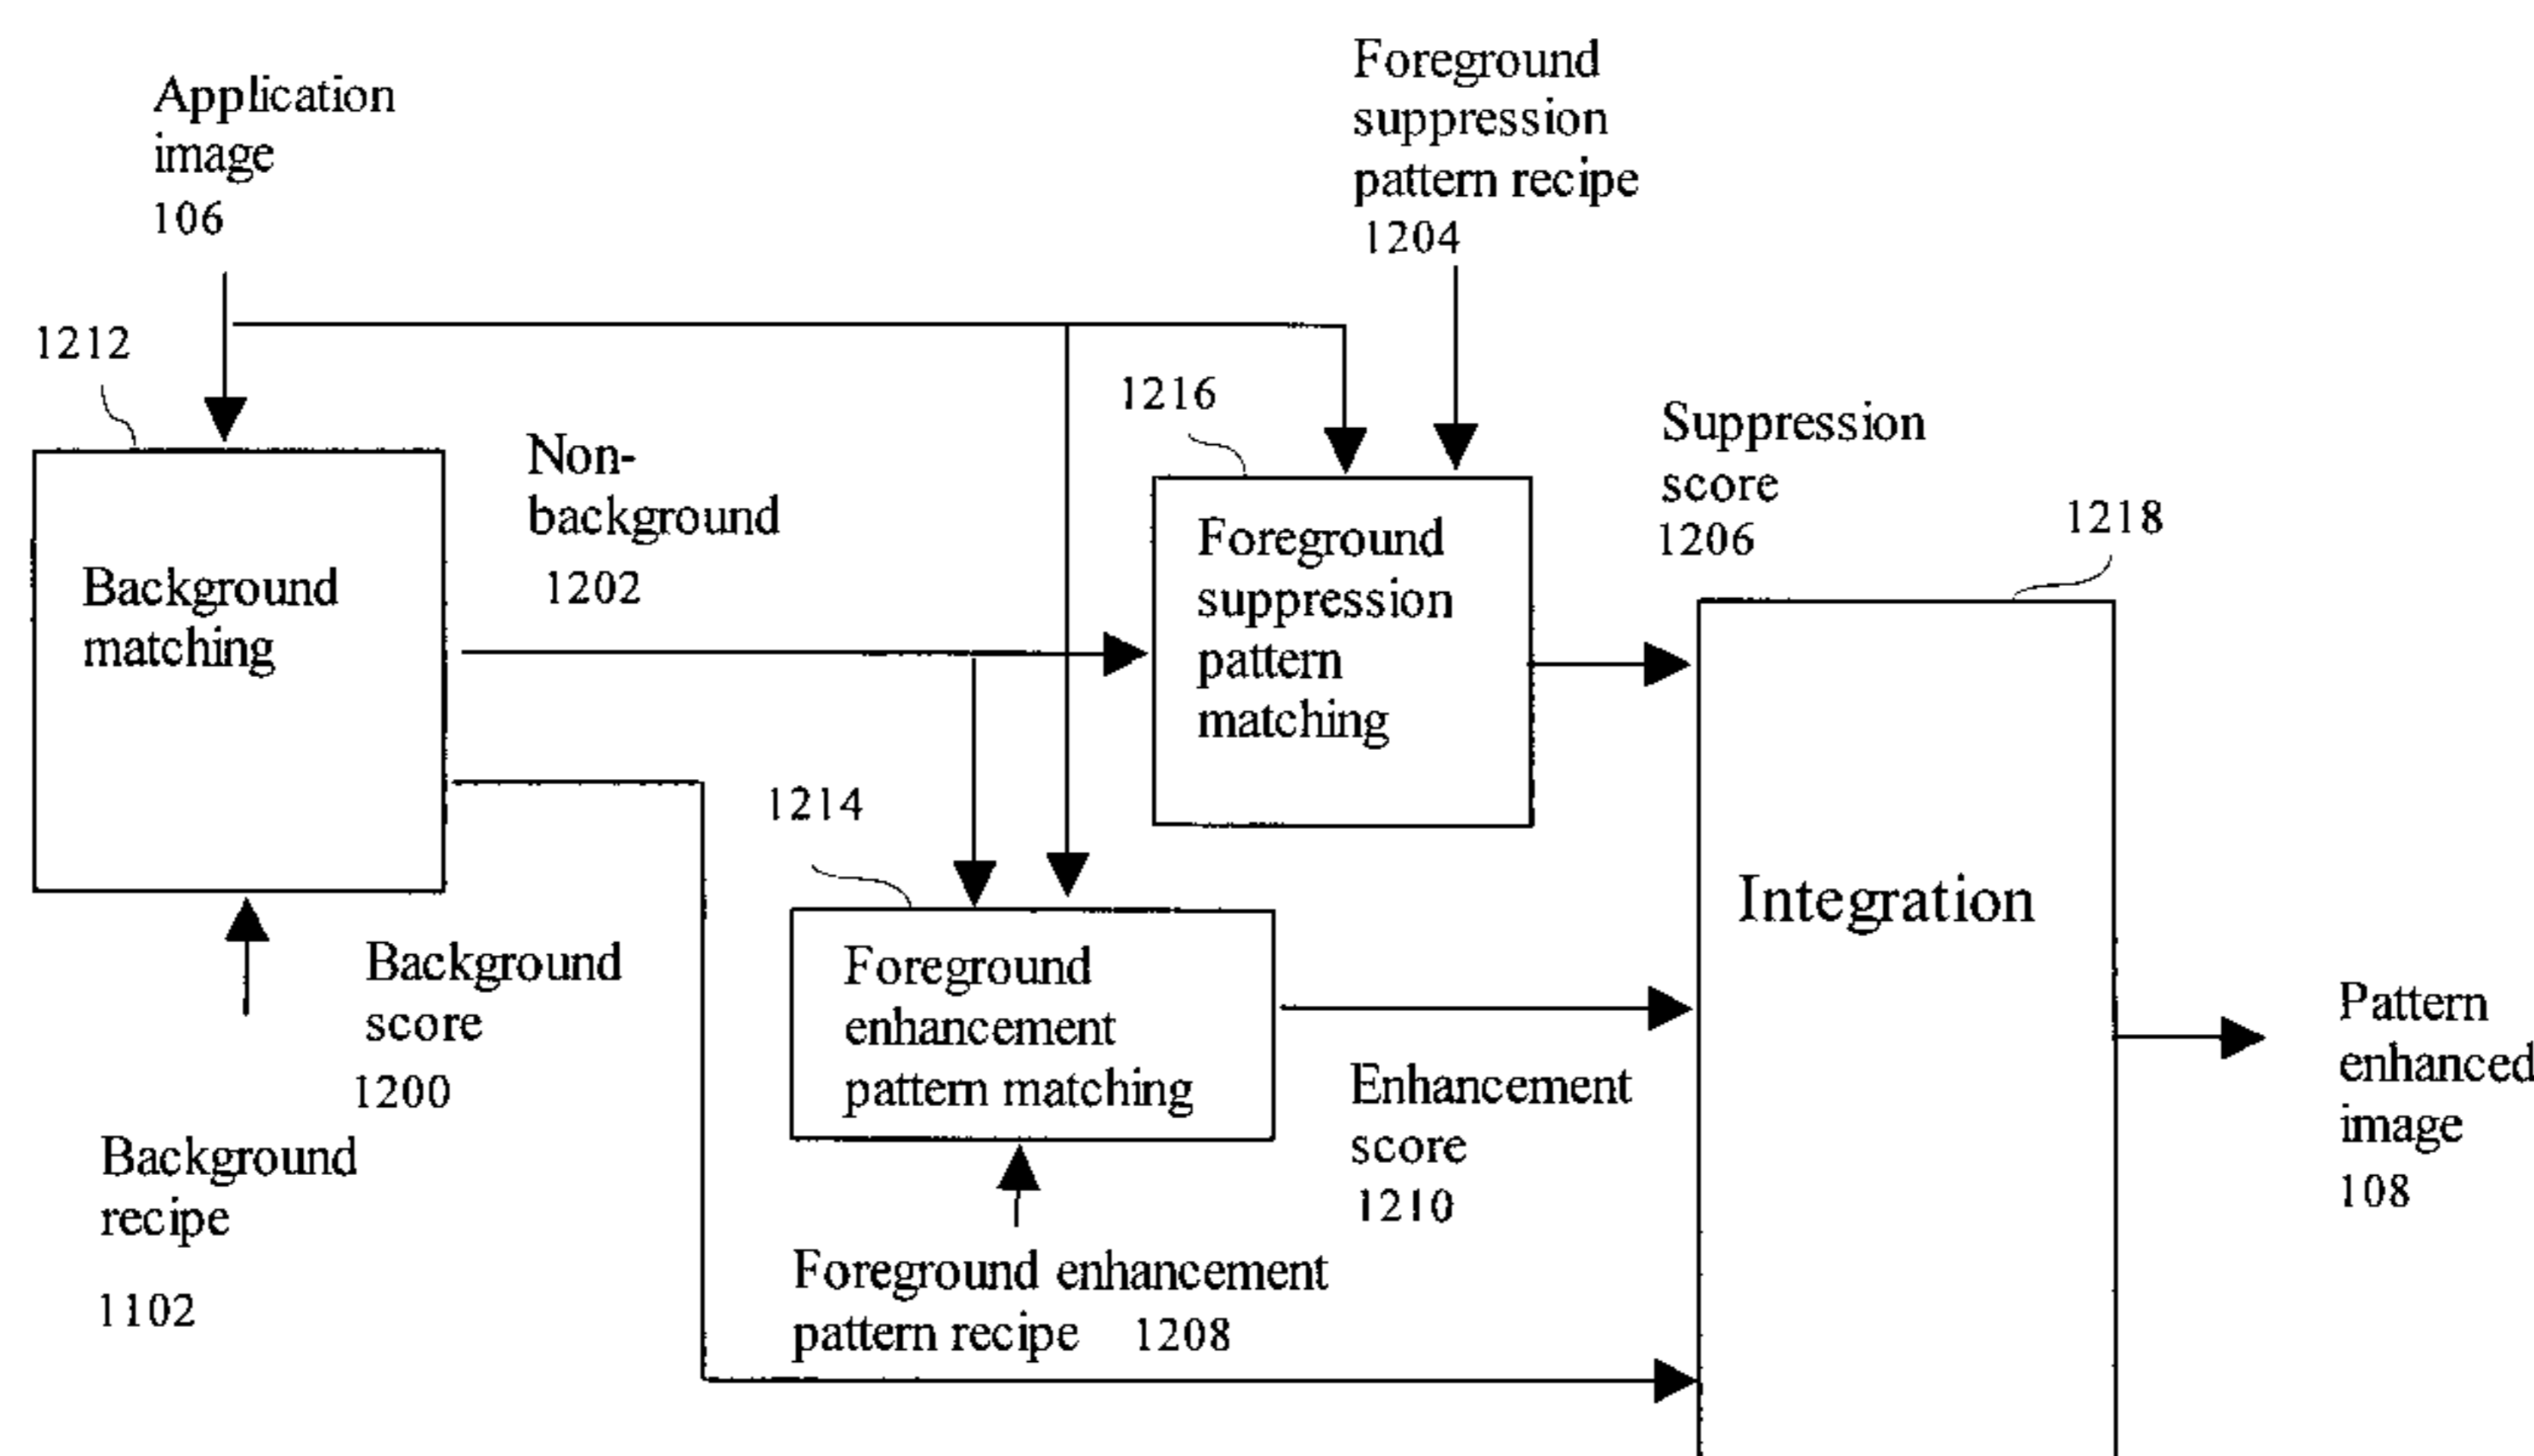 Application
image
106
Foreground
suppression
pattern recipe
1204
1212
1216
Non-
background
1202
Suppression
score
1206
1218
Background
matching
Foreground
suppression
pattern
matching
1214
Integration
Background
score
1200
Foreground
enhancement
pattern matching
Enhancement
score
1210
Pattern
enhanced
image
108
Background
recipe
1102
Foreground enhancement
pattern recipe 1208